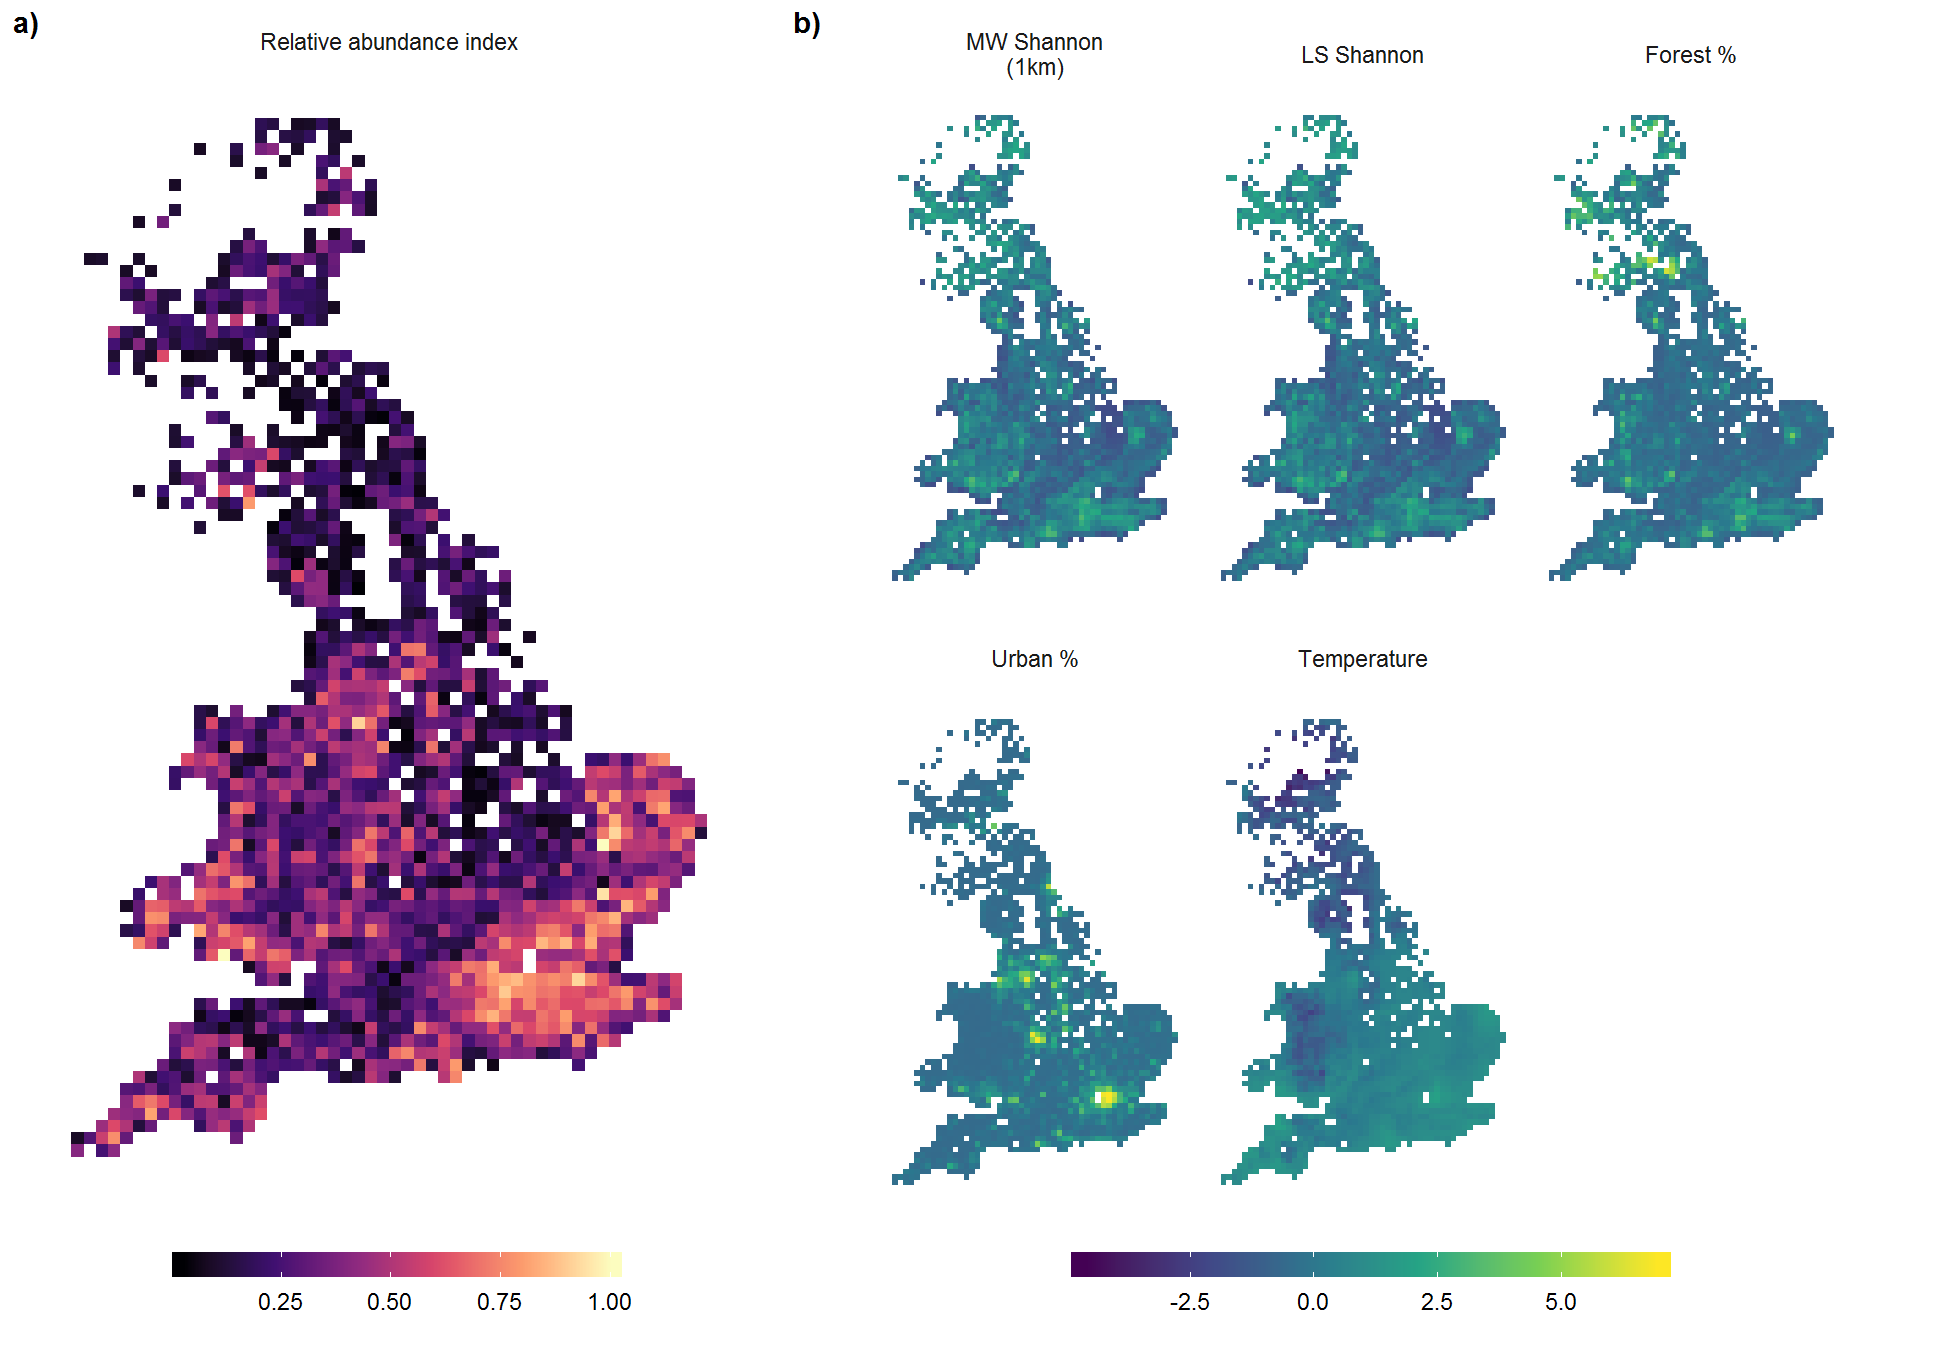 a)
Relative abundance index
0.25 0.50 0.75 1.00
b)
MW Shannon
(1km)
LS Shannon
Forest %
Urban %
Temperature
-2.5 0.0 2.5 5.0